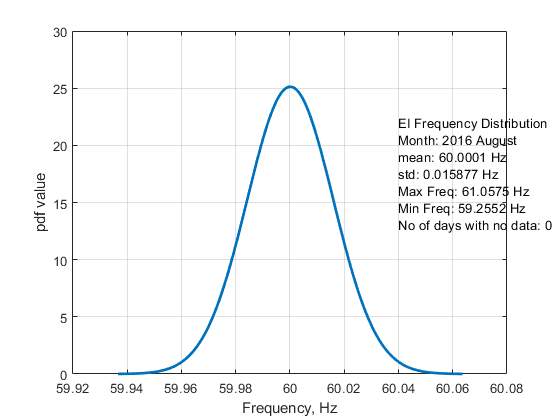 30
25
20
15
10
5
0
pdf value
EI Frequency Distribution
Month: 2016 August
mean: 60.0001 Hz
std: 0.015877 Hz
Max Freq: 61.0575 Hz
Min Freq: 59.2552 Hz
No of days with no data: 0
59.92 59.94 59.96 59.98 60 60.02 60.04 60.06 60.08
Frequency, Hz